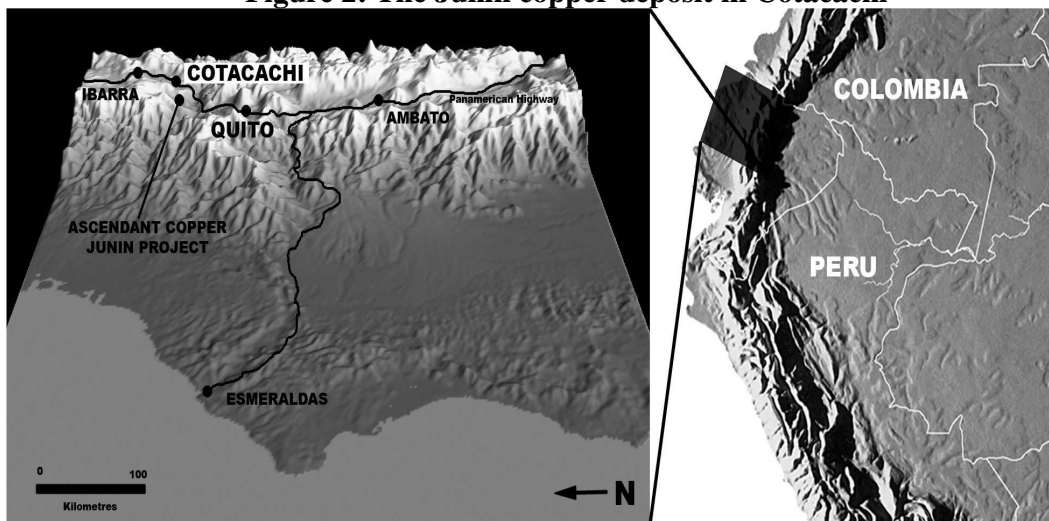 Figure 2: The Junin copper deposit in Cotacachi
COTACACHI
IBARRA
QUITO
AMBATO
Panamerican Highway
ASCENDANT COPPER
JUNIN PROJECT
ESMERALDAS
0 100
Kilometres
N
COLOMBIA
PERU